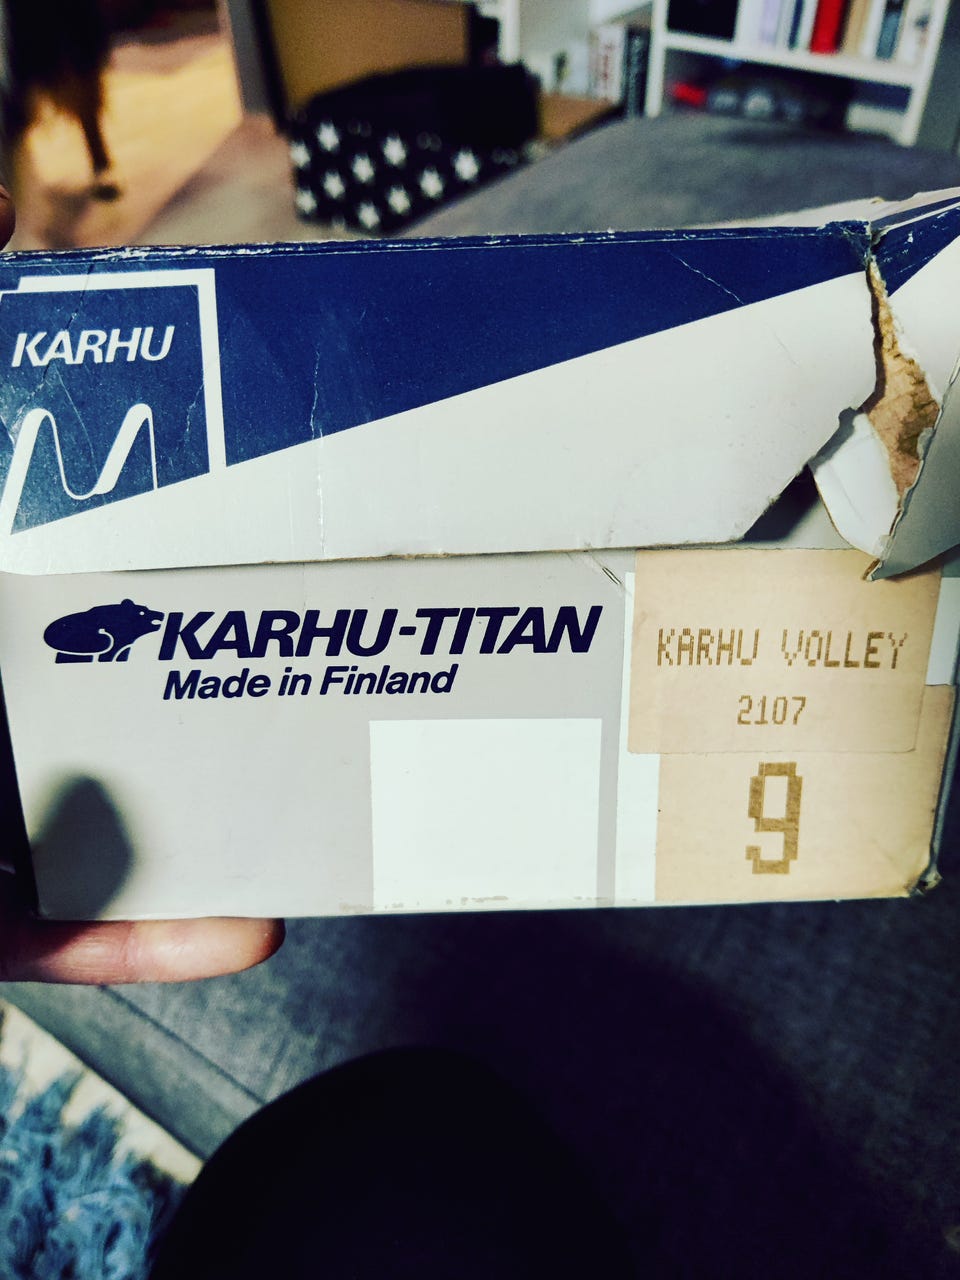 KARHU
KARHU-TITAN
Made in Finland
KARHU VOLLEY
2107
9